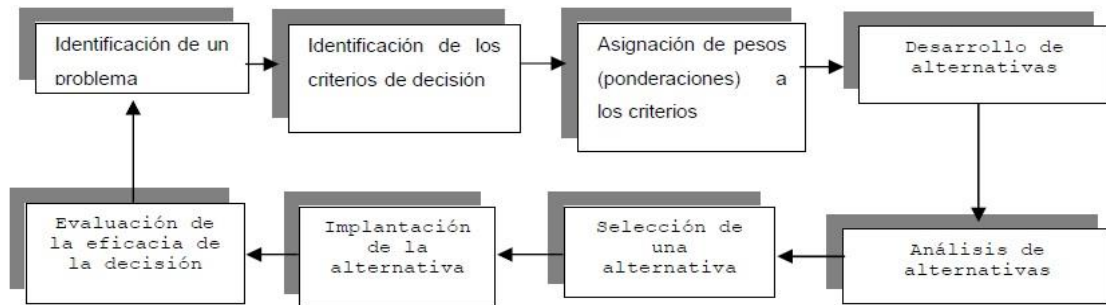 Identificación de un
problema
Identificación de los
criterios de decisión
Asignación de pesos
(ponderaciones) a
los criterios
Desarrollo de
alternativas
Análisis de
alternativas
Selección de
una
alternativa
Implantación
de la
alternativa
Evaluación de
la eficacia de
la decisión